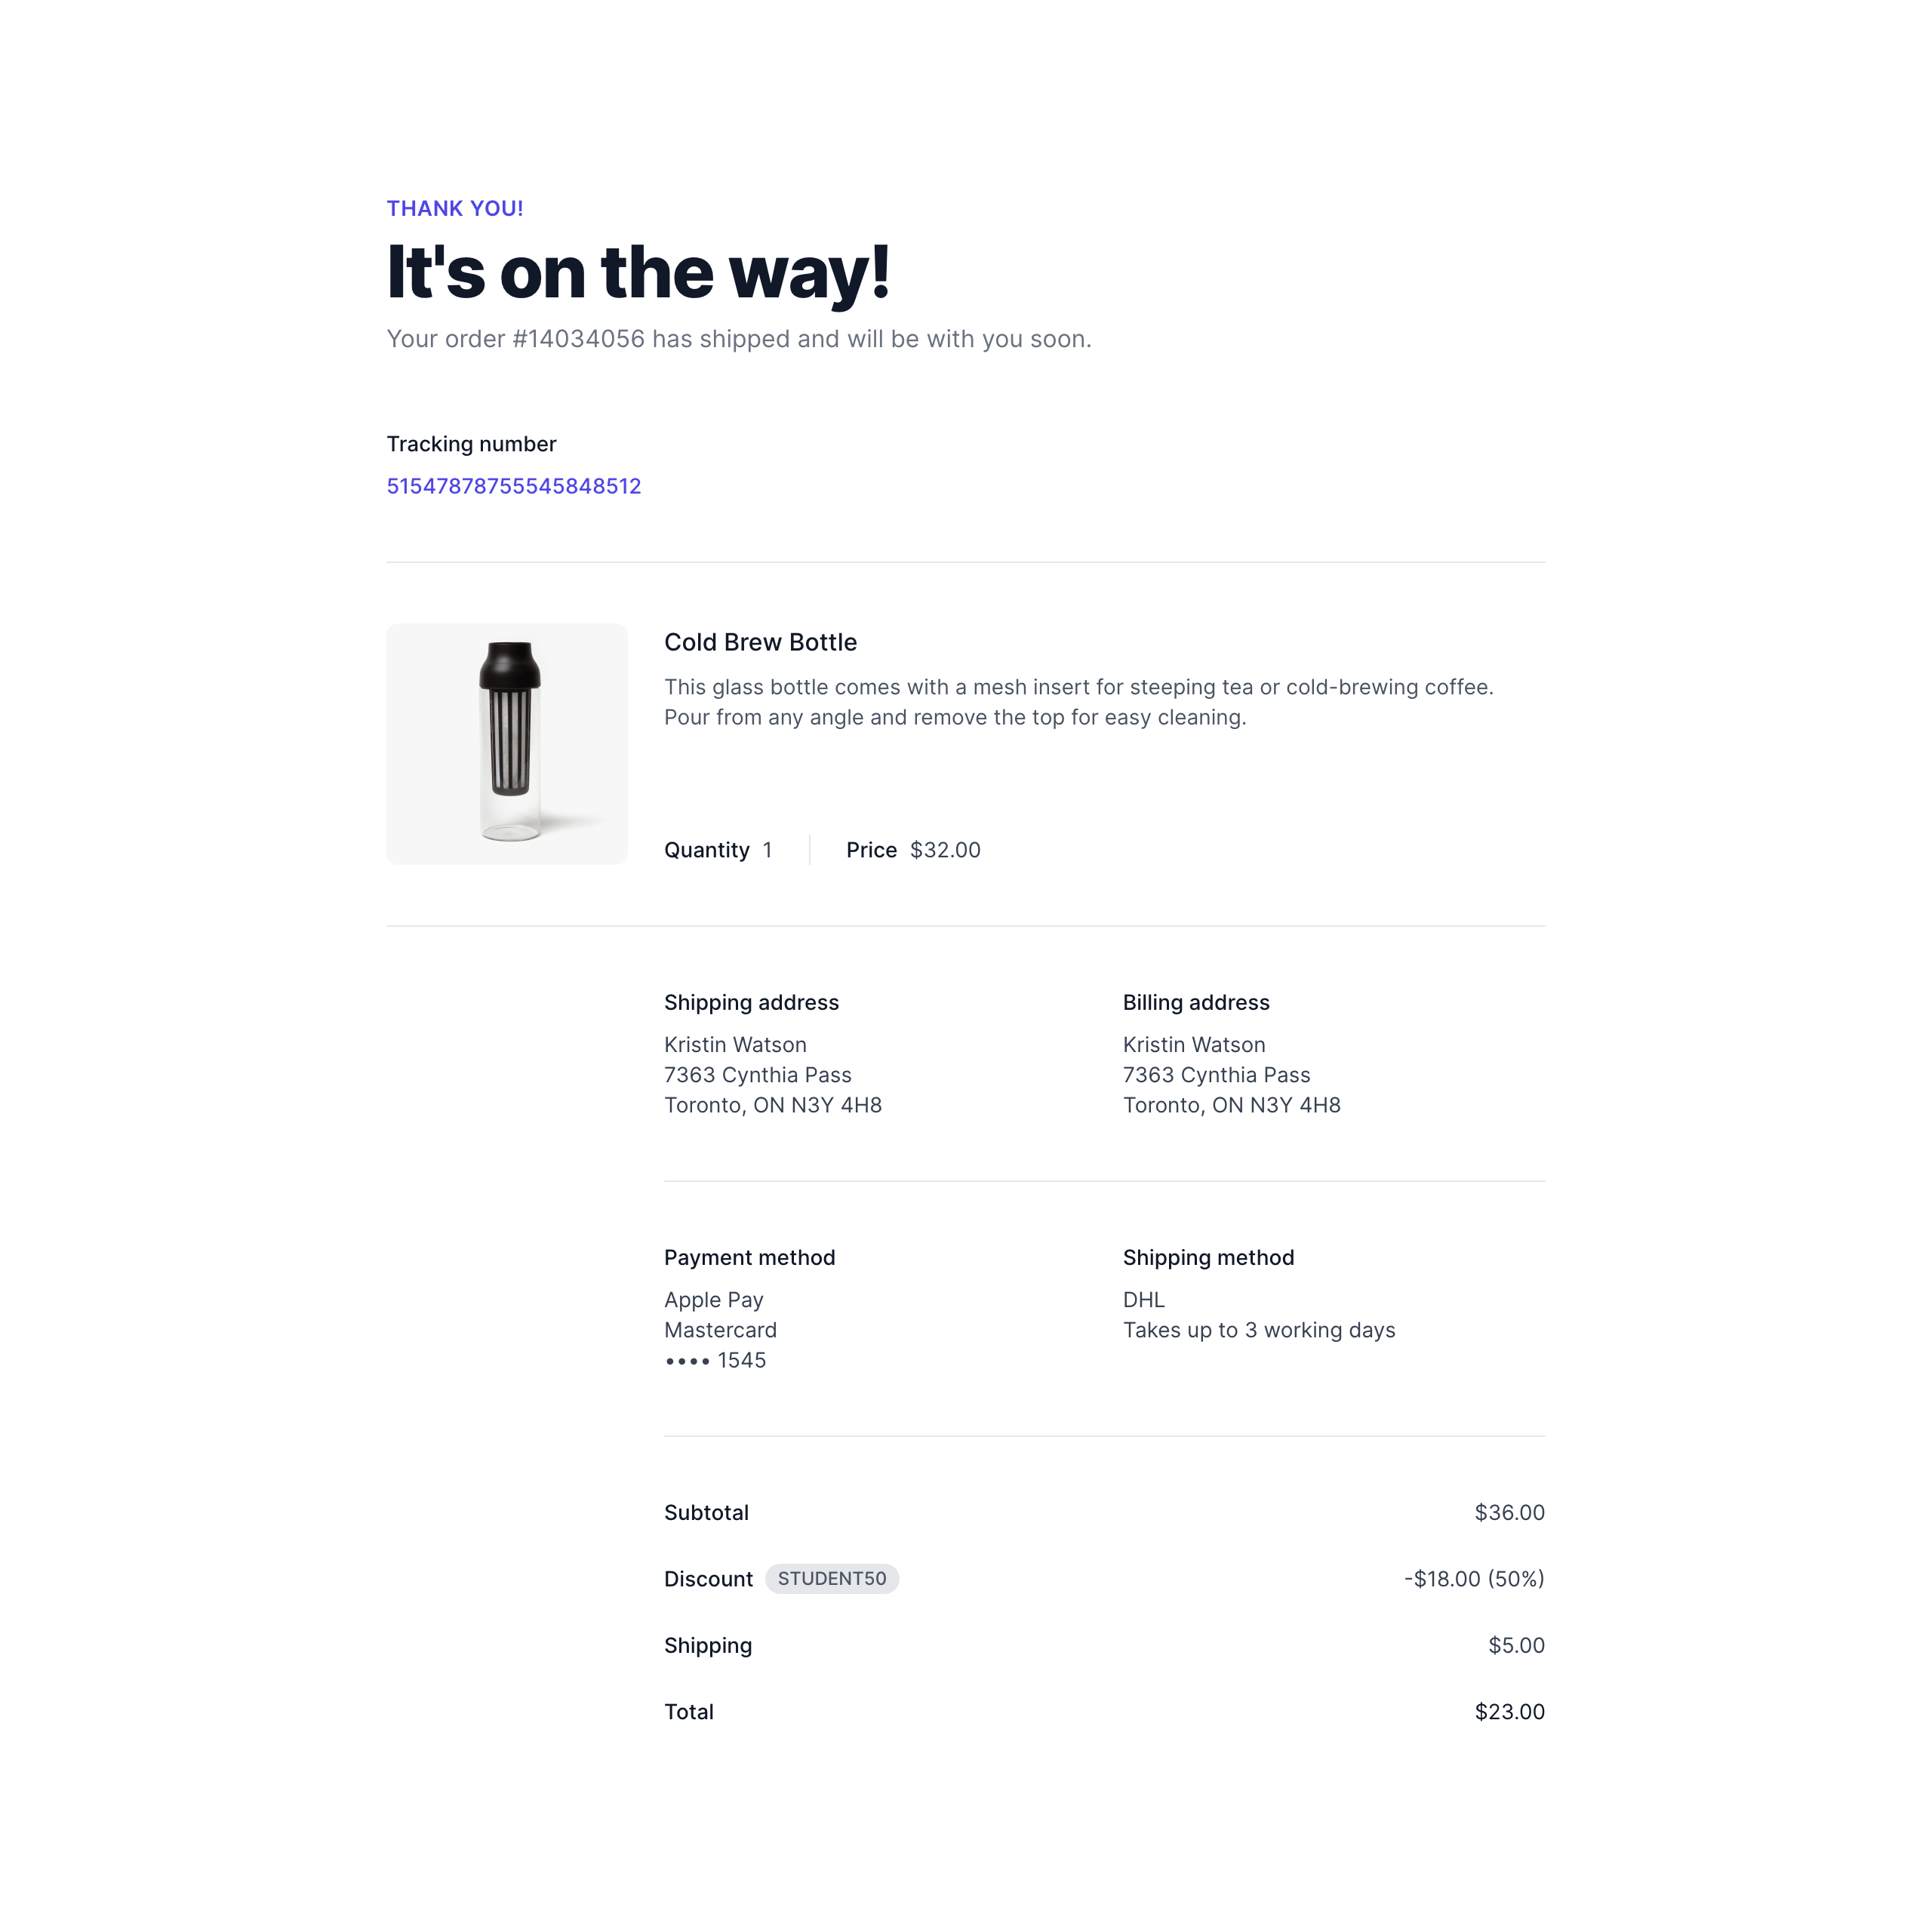 THANK YOU!
It's on the way!
Your order #14034056 has shipped and will be with you soon.
Tracking number
51547878755545848512
Cold Brew Bottle
This glass bottle comes with a mesh insert for steeping tea or cold-brewing coffee.
Pour from any angle and remove the top for easy cleaning.
Quantity 1 Price $32.00
Shipping address
Kristin Watson
7363 Cynthia Pass
Toronto, ON N3Y 4H8
Billing address
Kristin Watson
7363 Cynthia Pass
Toronto, ON N3Y 4H8
Payment method
Apple Pay
Mastercard
•••• 1545
Shipping method
DHL
Takes up to 3 working days
Subtotal $36.00
Discount STUDENT50 -$18.00 (50%)
Shipping $5.00
Total $23.00